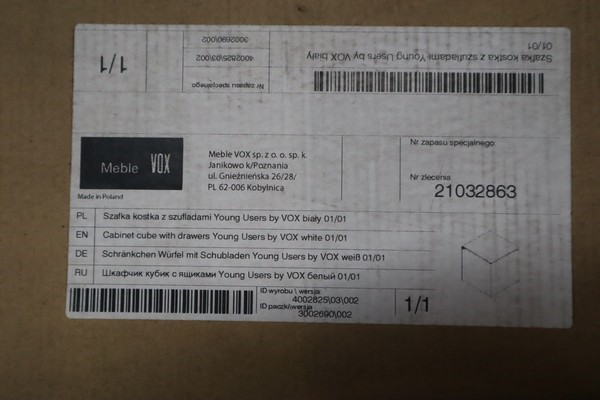 Szafka kostka z szufladami Young Users by VOX biały
01/01
Nr zapasu specjalnego:
4002825\03\002
3002690\002
1/1
Meble VOX
Made in Poland
Meble VOX sp. z o. o. sp. k.
Janikowo k/Poznania
ul. Gnieźnieńska 26/28/
PL 62-006 Kobylnica
Nr zapasu specjalnego:
Nr zlecenia
21032863
PL Szafka kostka z szufladami Young Users by VOX biały 01/01
EN Cabinet cube with drawers Young Users by VOX white 01/01
DE Schränkchen Würfel mit Schubladen Young Users by VOX weiß 01/01
RU Шкафчик кубик с ящиками Young Users by VOX белый 01/01
ID wyrobu \ wersja:
4002825\03\002
ID paczki\wersja:
3002690\002
1/1